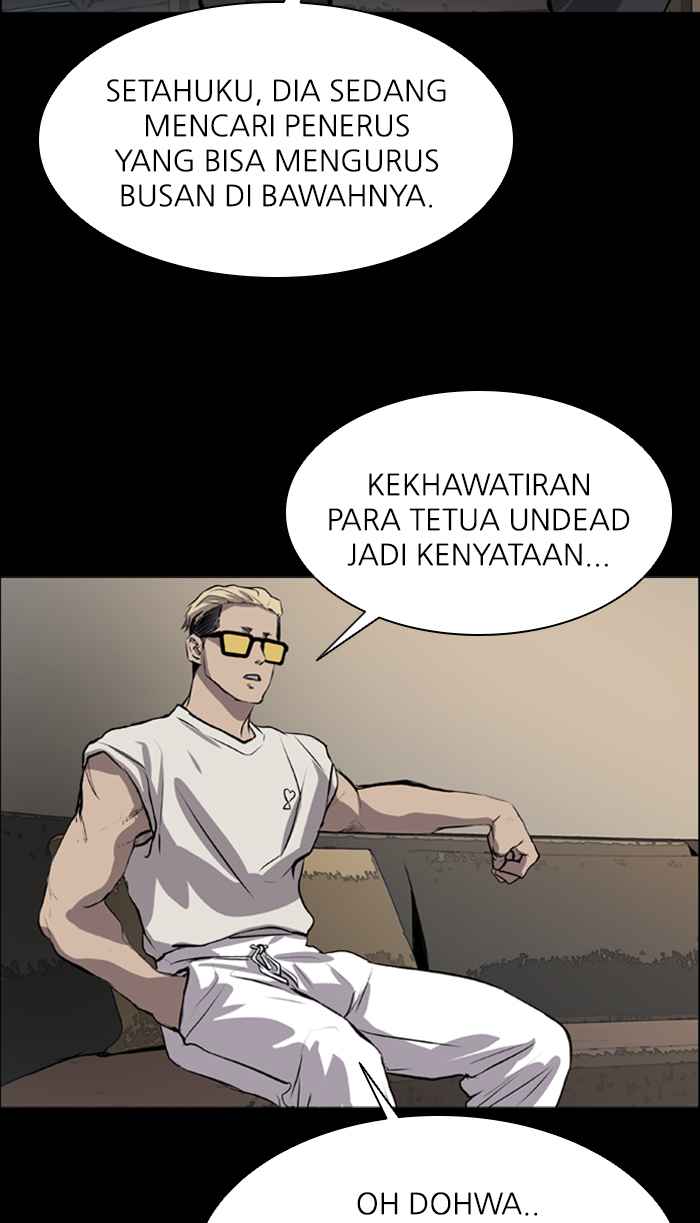 SETAHUKU, DIA SEDANG
MENCARI PENERUS
YANG BISA MENGURUS
BUSAN DI BAWAHNYA.
KEKHAWATIRAN
PARA TETUA UNDEAD
JADI KENYATAAN...
OH DOHWA..